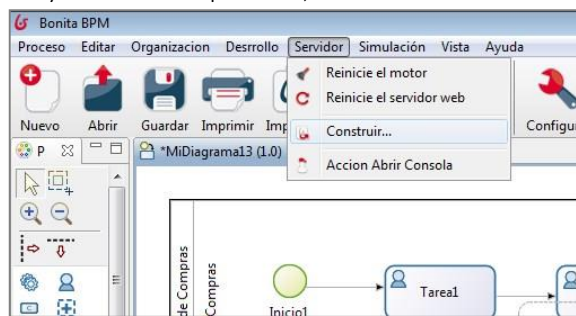 Bonita BPM
Proceso Editar Organizacion Desrrollo Servidor Simulación Vista Ayuda
Reinicie el motor
Reinicie el servidor web
Construir...
Accion Abrir Consola
Nuevo Abrir Guardar Imprimir Imp Configu
P
*MiDiagrama13 (1.0)
de Compras
Compras
Inicio1
Tarea1